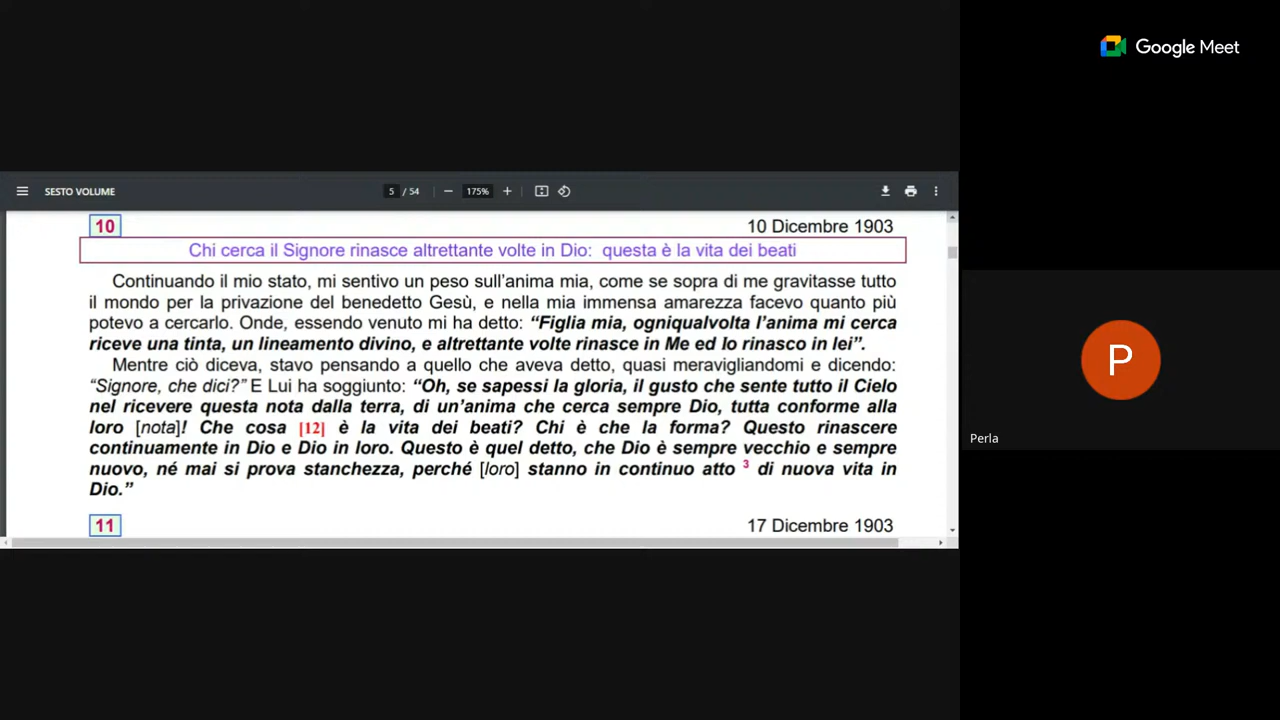 Google Meet
SESTO VOLUME
5 / 54
175%
10
10 Dicembre 1903
Chi cerca il Signore rinasce altrettante volte in Dio: questa è la vita dei beati
Continuando il mio stato, mi sentivo un peso sull'anima mia, come se sopra di me gravitasse tutto
il mondo per la privazione del benedetto Gesù, e nella mia immensa amarezza facevo quanto più
potevo a cercarlo. Onde, essendo venuto mi ha detto: “Figlia mia, ogniqualvolta l'anima mi cerca
riceve una tinta, un lineamento divino, e altrettante volte rinasce in Me ed Io rinasco in lei”.
Mentre ciò diceva, stavo pensando a quello che aveva detto, quasi meravigliandomi e dicendo:
“Signore, che dici?” E Lui ha soggiunto: “Oh, se sapessi la gloria, il gusto che sente tutto il Cielo
nel ricevere questa nota dalla terra, di un'anima che cerca sempre Dio, tutta conforme alla
loro [nota]! Che cosa [12] è la vita dei beati? Chi è che la forma? Questo rinascere
continuamente in Dio e Dio in loro. Questo è quel detto, che Dio è sempre vecchio e sempre
nuovo, né mai si prova stanchezza, perché [loro] stanno in continuo atto 3 di nuova vita in
Dio.”
11
17 Dicembre 1903
P
Perla